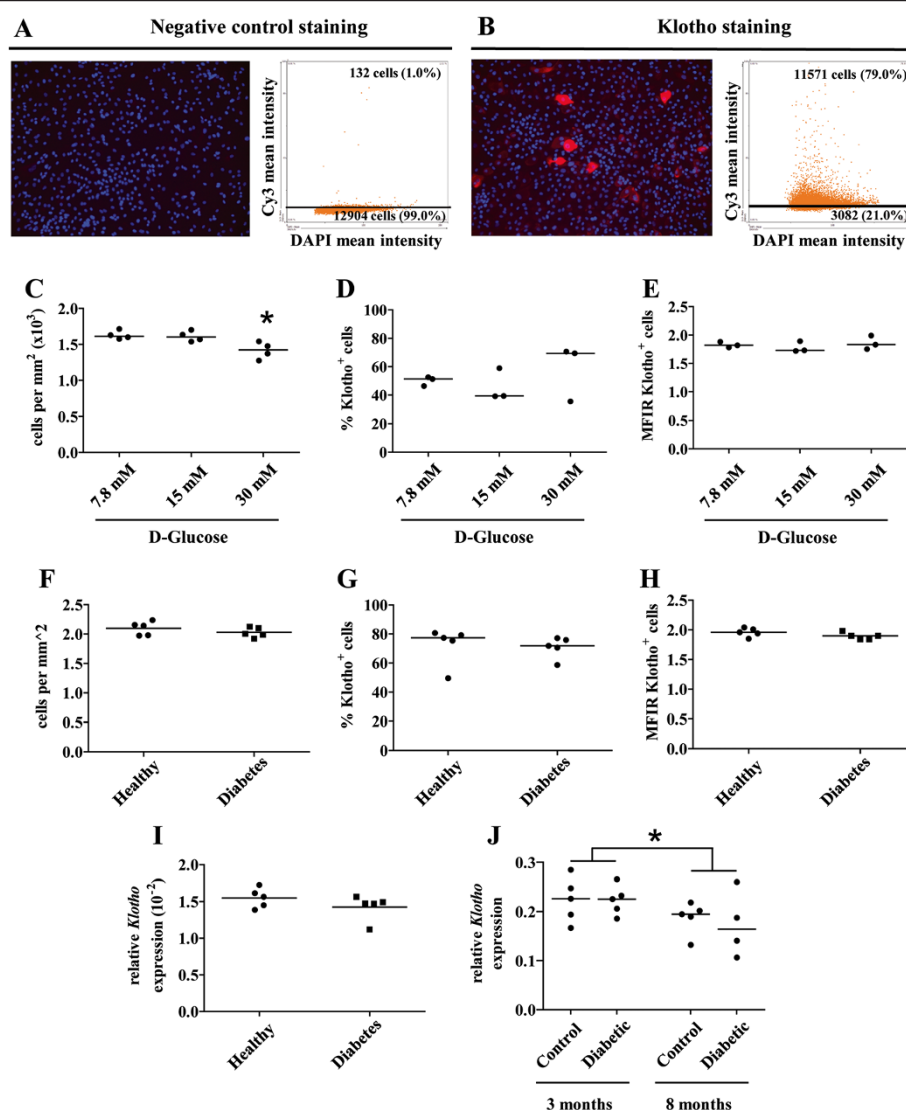 A Negative control staining
B Klotho staining
132 cells (1.0%)
12904 cells (99.0%)
Cy3 mean intensity
DAPI mean intensity
11571 cells (79.0%)
3082 (21.0%)
Cy3 mean intensity
DAPI mean intensity
C
cells per mm² (x10³)
2.0
1.5
1.0
0.5
0.0
*
7.8 mM
15 mM
30 mM
D-Glucose
D
% Klotho⁺ cells
100
80
60
40
20
0
7.8 mM
15 mM
30 mM
D-Glucose
E
MFIR Klotho⁺ cells
2.5
2.0
1.5
1.0
0.5
0.0
7.8 mM
15 mM
30 mM
D-Glucose
F
cells per mm^2
2.5
2.0
1.5
1.0
0.5
0.0
Healthy
Diabetes
G
% Klotho⁺ cells
100
80
60
40
20
0
Healthy
Diabetes
H
MFIR Klotho⁺ cells
2.5
2.0
1.5
1.0
0.5
0.0
Healthy
Diabetes
I
relative Klotho
expression (10⁻²)
2.0
1.5
1.0
0.5
0.0
Healthy
Diabetes
J
relative Klotho
expression
0.3
0.2
0.1
0.0
*
Control
Diabetic
Control
Diabetic
3 months
8 months